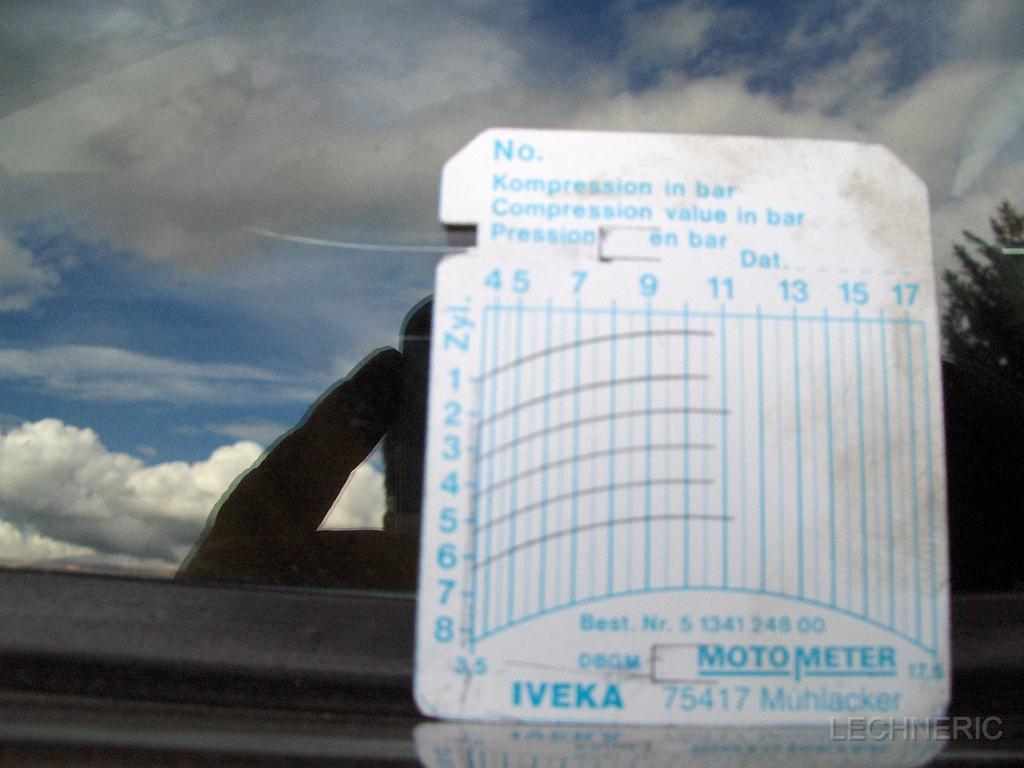 No.
Kompression in bar
Compression value in bar
Pression en bar
Dat.
4 5 7 9 11 13 15 17
Zyl.
1
2
3
4
5
6
7
8
3,5
17,5
Best. Nr. 5 1341 248 00
DBGM MOTO METER
IVEKA 75417 Mühlacker
LECHNERIC